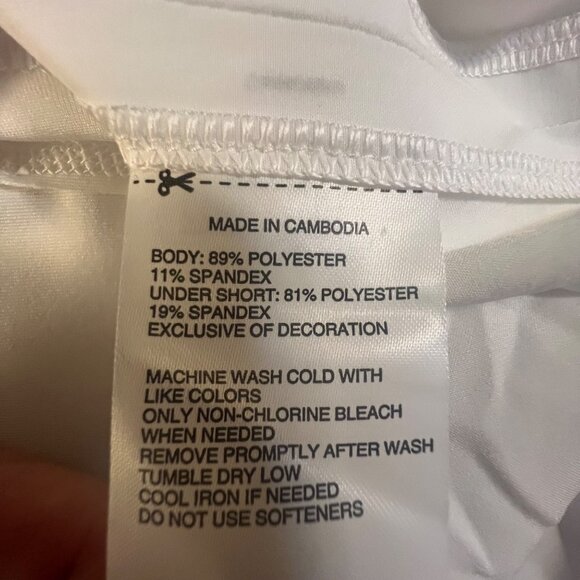 MADE IN CAMBODIA
BODY: 89% POLYESTER
11% SPANDEX
UNDER SHORT: 81% POLYESTER
19% SPANDEX
EXCLUSIVE OF DECORATION
MACHINE WASH COLD WITH
LIKE COLORS
ONLY NON-CHLORINE BLEACH
WHEN NEEDED
REMOVE PROMPTLY AFTER WASH
TUMBLE DRY LOW
COOL IRON IF NEEDED
DO NOT USE SOFTENERS